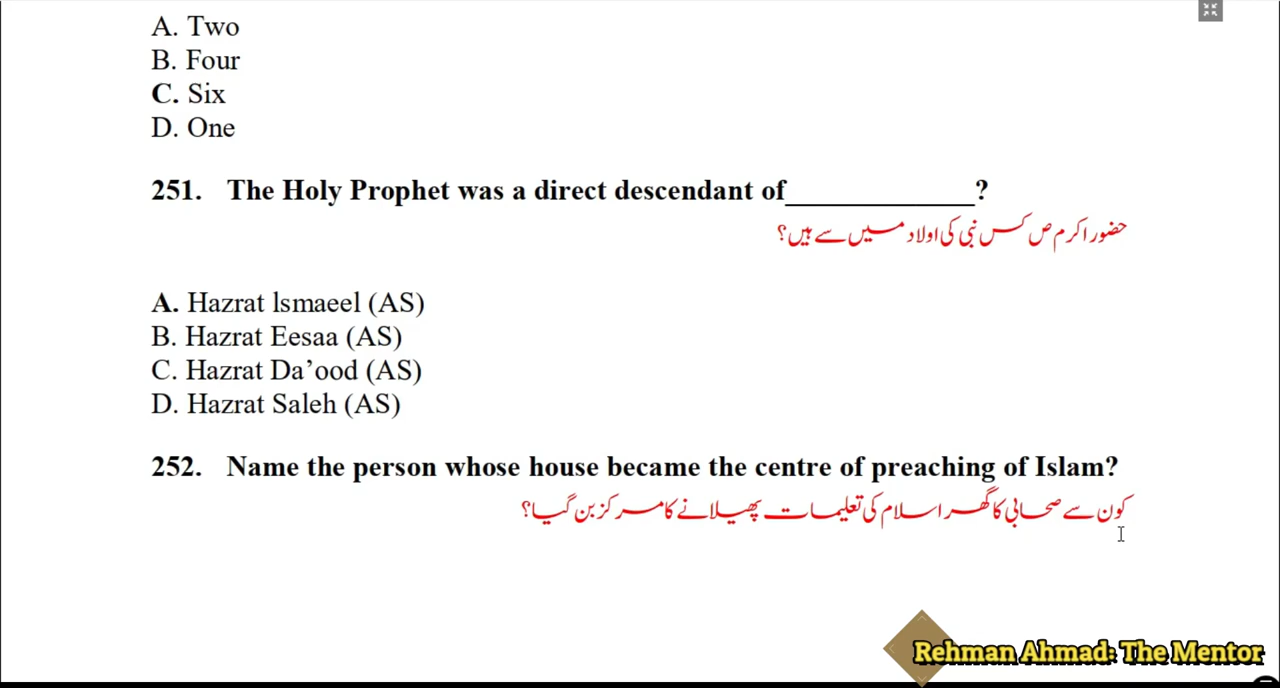 A. Two
B. Four
C. Six
D. One
251. The Holy Prophet was a direct descendant of_____________?
حضور اکرم ص کس نبی کی اولاد میں سے ہیں؟
A. Hazrat lsmaeel (AS)
B. Hazrat Eesaa (AS)
C. Hazrat Da’ood (AS)
D. Hazrat Saleh (AS)
252. Name the person whose house became the centre of preaching of Islam?
کون سے صحابی کا گھر اسلام کی تعلیمات پھیلانے کا مرکز بن گیا؟
Rehman Ahmad: The Mentor